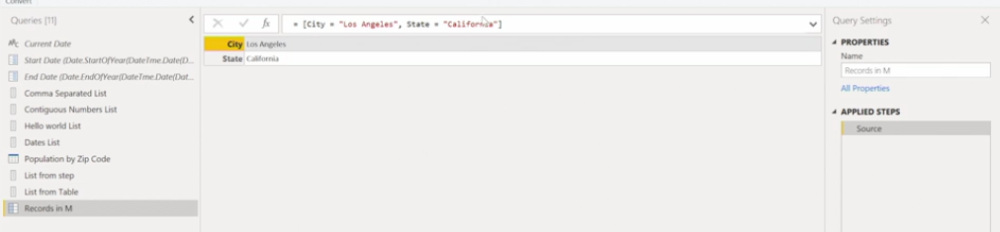 Convert
Queries [11]
ABC Current Date
Start Date (Date.StartOfYear(DateTime.Date(D...
End Date (Date.EndOfYear(DateTime.Date(Dat...
Comma Separated List
Contiguous Numbers List
Hello world List
Dates List
Population by Zip Code
List from step
List from Table
Records in M
fx = [City = "Los Angeles", State = "California"]
City Los Angeles
State California
Query Settings
PROPERTIES
Name
Records in M
All Properties
APPLIED STEPS
Source